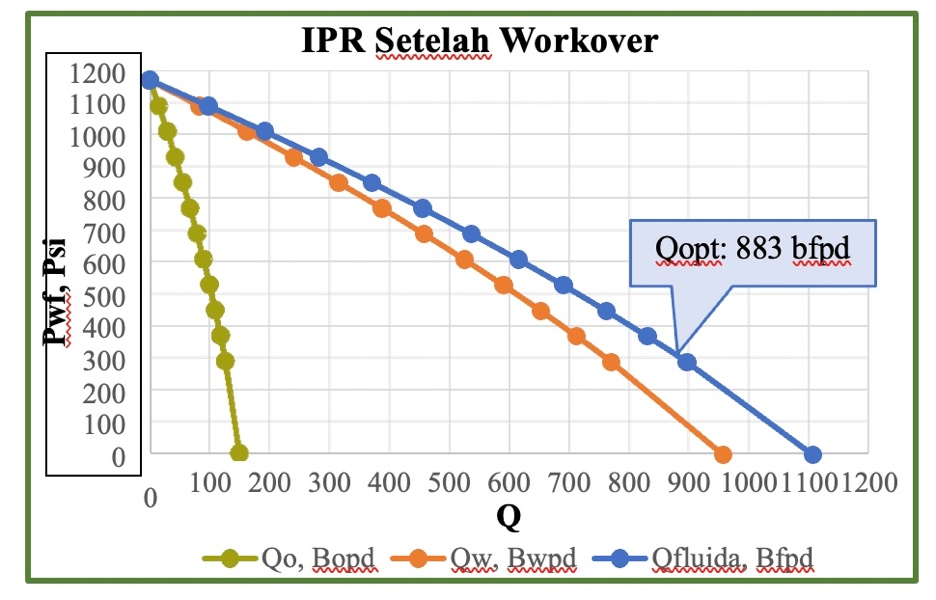 IPR Setelah Workover
1200
1100
1000
900
800
700
600
500
400
300
200
100
0
Pwf, Psi
Qopt: 883 bfpd
0 100 200 300 400 500 600 700 800 900 1000 1100 1200
Q
Qo, Bopd Qw, Bwpd Qfluida, Bfpd